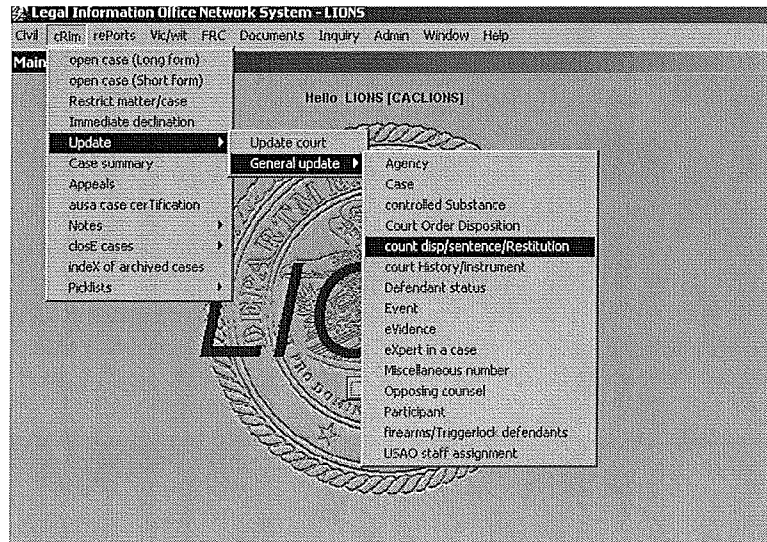 Legal Information Office Network System - LIONS
Civil cRim rePorts Vic/wit FRC Documents Inquiry Admin Window Help
Main
Hello LIONS [CACLIONS]
open case (Long form)
open case (Short form)
Restrict matter/case
Immediate declination
Update
Case summary
Appeals
ausa case cerTification
Notes
closE cases
indeX of archived cases
Picklists
Update court
General update
Agency
Case
controlled Substance
Court Order Disposition
count disp/sentence/Restitution
court History/Instrument
Defendant status
Event
eVidence
eXpert in a case
Miscellaneous number
Opposing counsel
Participant
firearms/Triggerlock defendants
USAO staff assignment